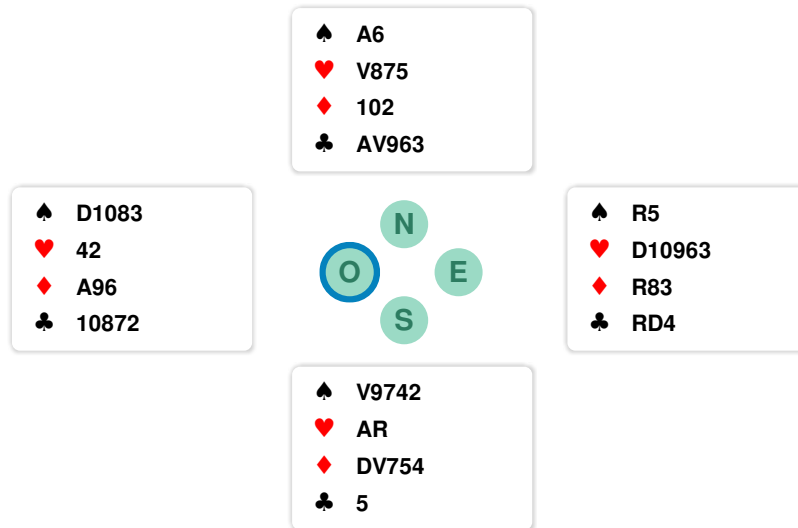 ♠ A6
♥ V875
♦ 102
♣ AV963
♠ D1083
♥ 42
♦ A96
♣ 10872
N
O E
S
♠ R5
♥ D10963
♦ R83
♣ RD4
♠ V9742
♥ AR
♦ DV754
♣ 5